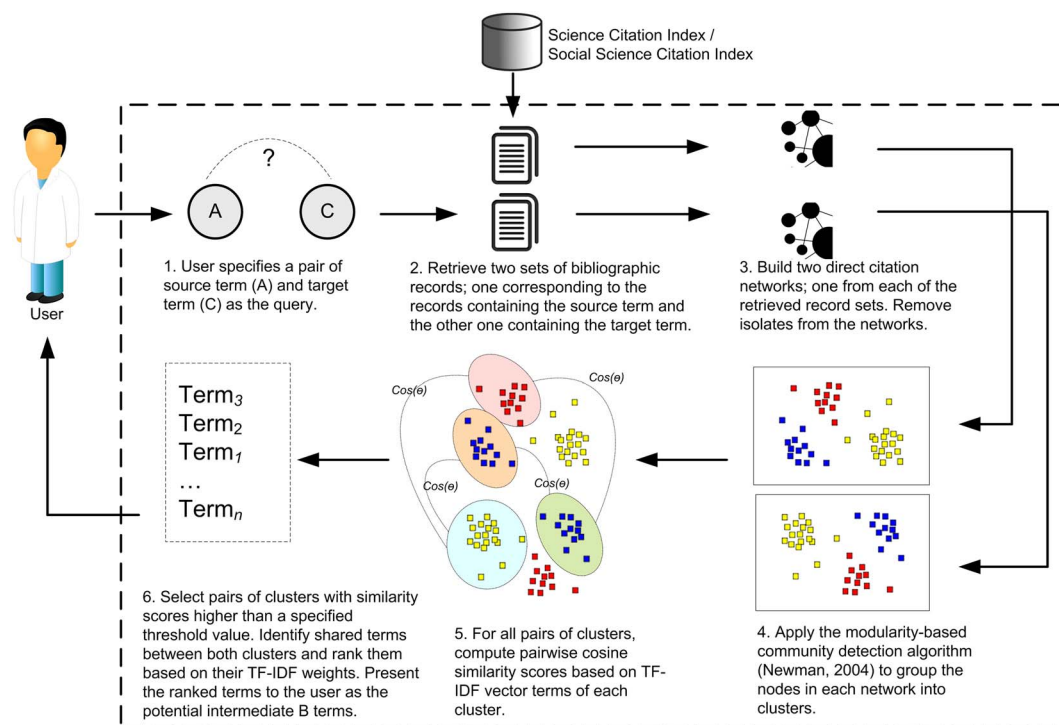 Science Citation Index /
Social Science Citation Index
?
A
C
User
1. User specifies a pair of
source term (A) and target
term (C) as the query.
2. Retrieve two sets of bibliographic
records; one corresponding to the
records containing the source term and
the other one containing the target term.
3. Build two direct citation
networks; one from each of the
retrieved record sets. Remove
isolates from the networks.
Term3
Term2
Term1
...
Termn
Cos(ɵ)
Cos(ɵ)
Cos(ɵ)
Cos(ɵ)
6. Select pairs of clusters with similarity
scores higher than a specified
threshold value. Identify shared terms
between both clusters and rank them
based on their TF-IDF weights. Present
the ranked terms to the user as the
potential intermediate B terms.
5. For all pairs of clusters,
compute pairwise cosine
similarity scores based on TF-
IDF vector terms of each
cluster.
4. Apply the modularity-based
community detection algorithm
(Newman, 2004) to group the
nodes in each network into
clusters.